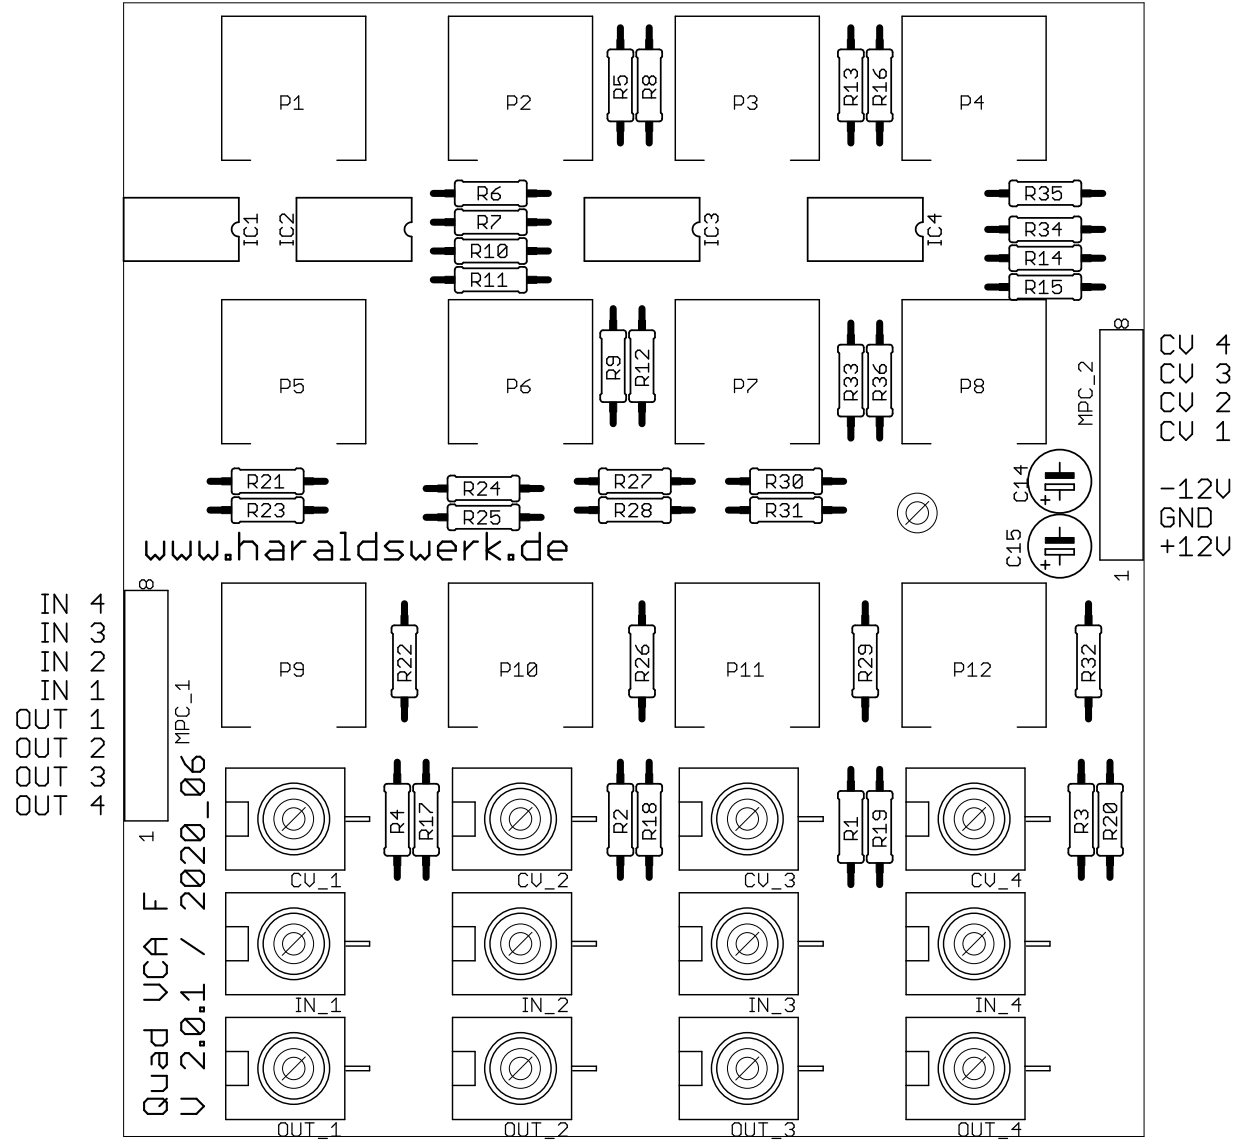 P1
P2
R5
R8
P3
R13
R16
P4
IC1
IC2
R6
R7
R10
R11
IC3
IC4
R35
R34
R14
R15
P5
P6
R9
R12
P7
R33
R36
P8
MPC_2
8
CV 4
CV 3
CV 2
CV 1
-12V
GND
+12V
1
R21
R23
R24
R25
R27
R28
R30
R31
C14
+
C15
+
www.haraldswerk.de
8
IN 4
IN 3
IN 2
IN 1
OUT 1
OUT 2
OUT 3
OUT 4
1
MPC_1
P9
R22
P10
R26
P11
R29
P12
R32
R4
R17
R2
R18
R1
R19
R3
R20
CV_1
CV_2
CV_3
CV_4
IN_1
IN_2
IN_3
IN_4
OUT_1
OUT_2
OUT_3
OUT_4
Quad VCA F
V 2.0.1 / 2020_06